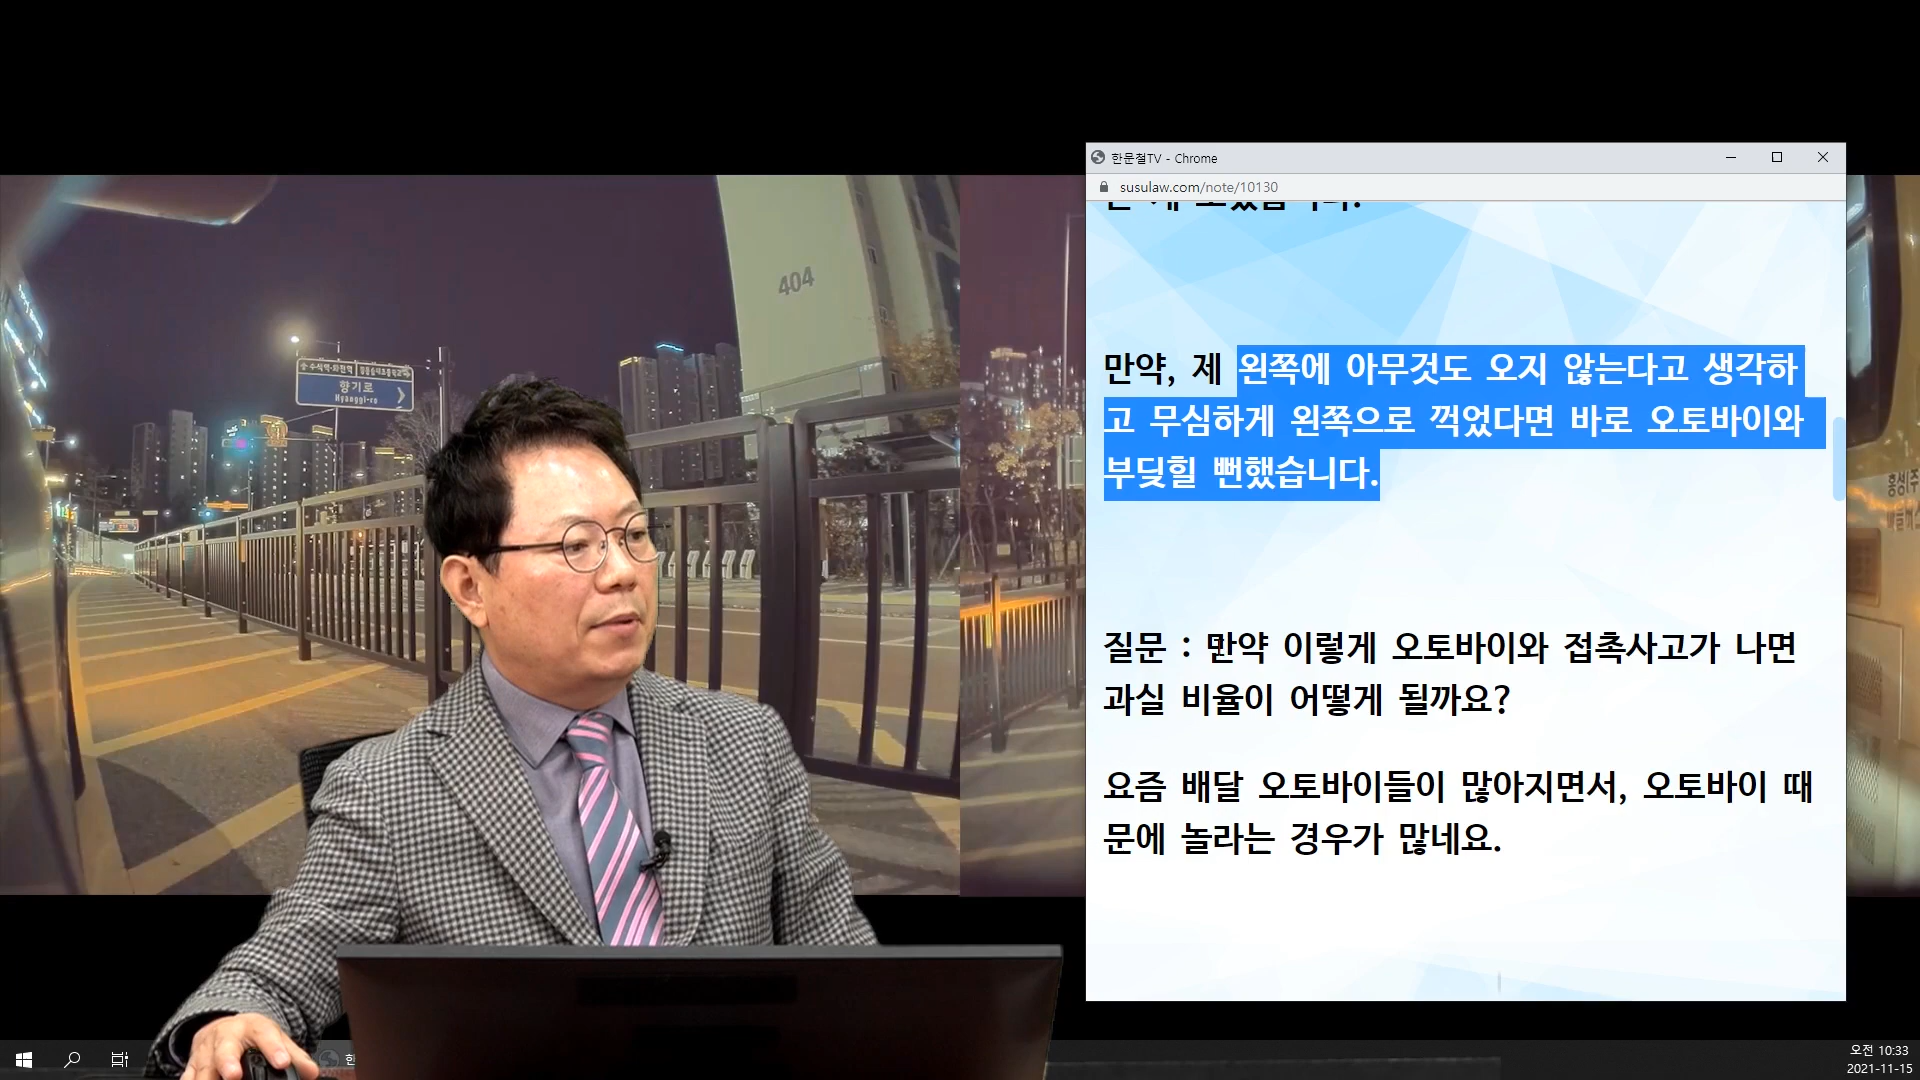 404
향기로
Hyanggi-ro
한문철TV - Chrome
susulaw.com/note/10130
만약, 제 왼쪽에 아무것도 오지 않는다고 생각하
고 무심하게 왼쪽으로 꺽었다면 바로 오토바이와
부딪힐 뻔했습니다.
질문 : 만약 이렇게 오토바이와 접촉사고가 나면
과실 비율이 어떻게 될까요?
요즘 배달 오토바이들이 많아지면서, 오토바이 때
문에 놀라는 경우가 많네요.
한
오전 10:33
2021-11-15